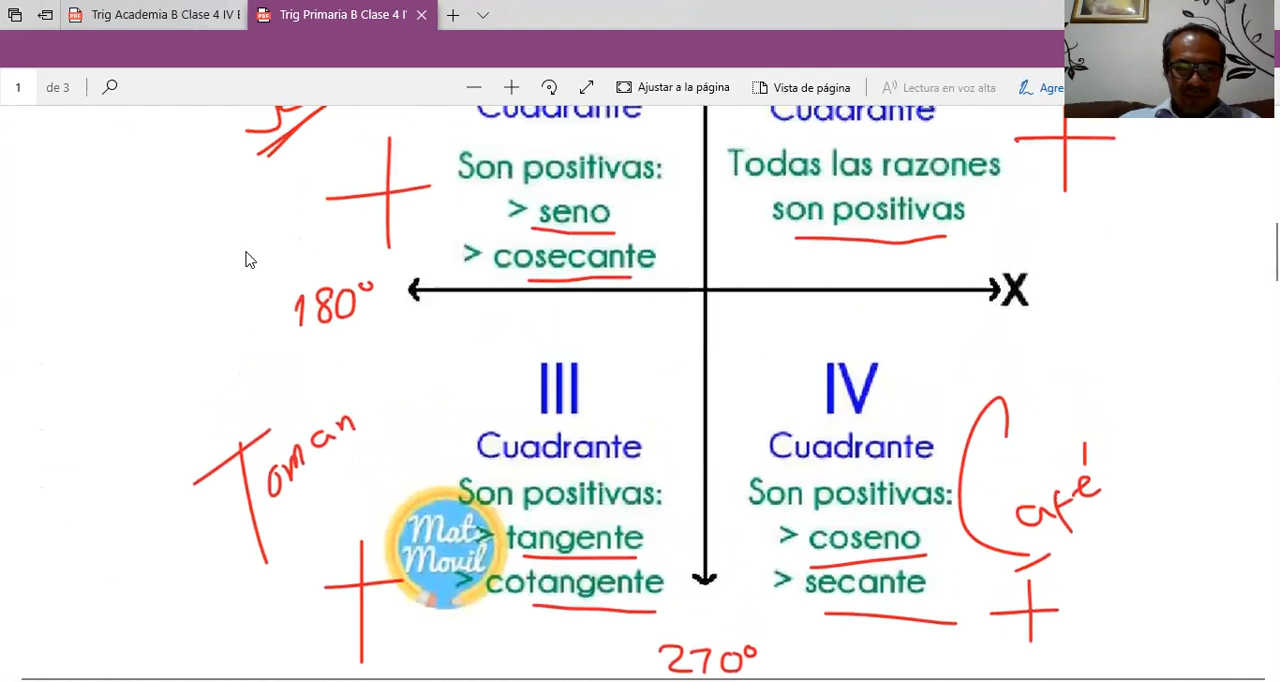 Trig Academia B Clase 4 IV E
Trig Primaria B Clase 4 I
1 de 3
Ajustar a la página
Vista de página
Lectura en voz alta
Agre
Cuadrante
Cuadrante
Son positivas:
> seno
> cosecante
Todas las razones
son positivas
180°
X
III
Cuadrante
Son positivas:
> tangente
> cotangente
Toman
Mat
Movil
IV
Cuadrante
Son positivas:
> coseno
> secante
Café
270°